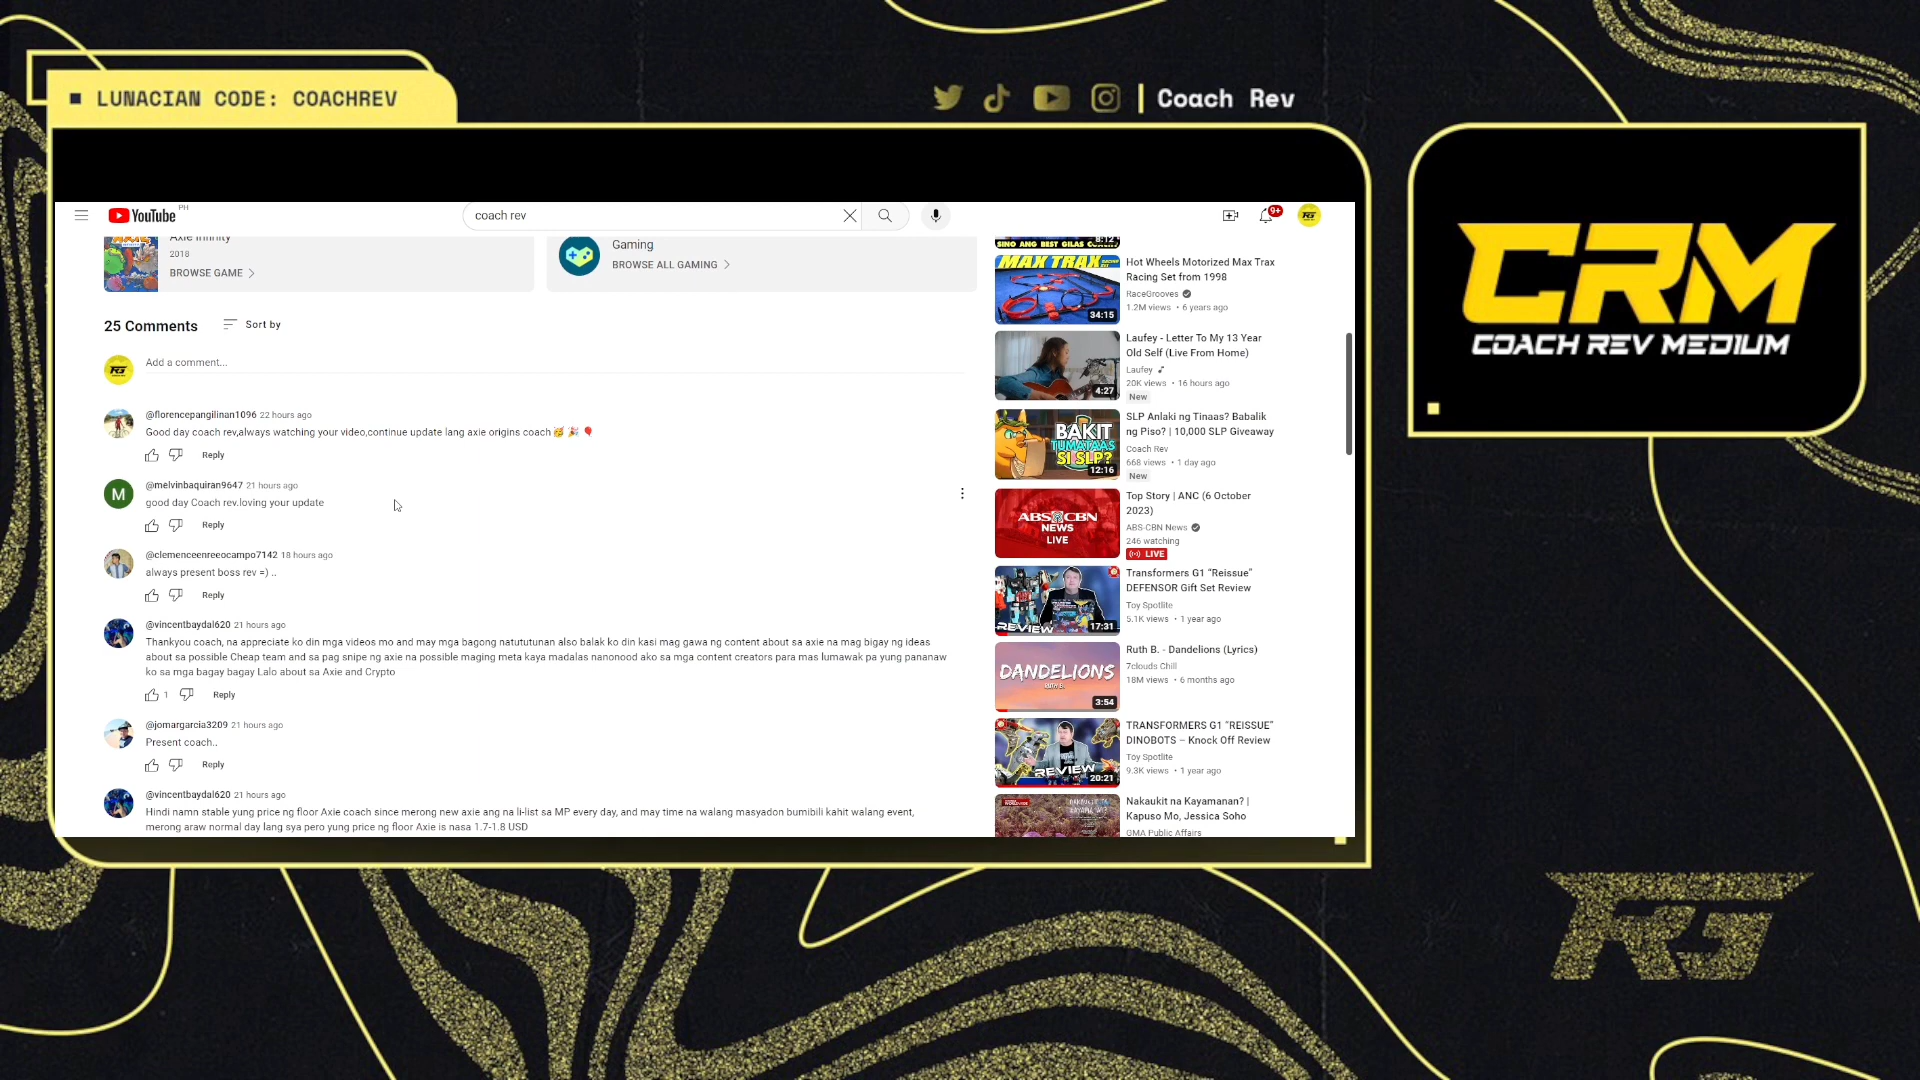 LUNACIAN CODE: COACHREV
Coach Rev
YouTube PH
coach rev
9+
Axie Infinity
2018
BROWSE GAME
Gaming
BROWSE ALL GAMING
25 Comments
Sort by
Add a comment...
@florencepangilinan1096 22 hours ago
Good day coach rev,always watching your video,continue update lang axie origins coach🥳 🎉 🎈
Reply
M
@melvinbaquiran9647 21 hours ago
good day Coach rev.loving your update
Reply
@clemenceenreeocampo7142 18 hours ago
always present boss rev =) ..
Reply
@vincentbaydal620 21 hours ago
Thankyou coach, na appreciate ko din mga videos mo and may mga bagong natututunan also balak ko din kasi mag gawa ng content about sa axie na mag bigay ng ideas
about sa possible Cheap team and sa pag snipe ng axie na possible maging meta kaya madalas nanonood ako sa mga content creators para mas lumawak pa yung pananaw
ko sa mga bagay bagay Lalo about sa Axie and Crypto
1 Reply
@jomargarcia3209 21 hours ago
Present coach..
Reply
@vincentbaydal620 21 hours ago
Hindi namn stable yung price ng floor Axie coach since merong new axie ang na li-list sa MP every day, and may time na walang masyadon bumibili kahit walang event,
merong araw normal day lang sya pero yung price ng floor Axie is nasa 1.7-1.8 USD
SINO ANG BEST GILAS COACH
8:12
MAX TRAX
34:15
Hot Wheels Motorized Max Trax
Racing Set from 1998
RaceGrooves
1.2M views • 6 years ago
4:27
Laufey - Letter To My 13 Year
Old Self (Live From Home)
Laufey
20K views • 16 hours ago
New
BAKIT
TUMATAAS
SI SLP?
12:16
SLP Anlaki ng Tinaas? Babalik
ng Piso? | 10,000 SLP Giveaway
Coach Rev
668 views • 1 day ago
New
ABS-CBN
NEWS
LIVE
Top Story | ANC (6 October
2023)
ABS-CBN News
246 watching
LIVE
REVIEW
17:31
Transformers G1 “Reissue”
DEFENSOR Gift Set Review
Toy Spotlite
5.1K views • 1 year ago
DANDELIONS
RUTH B.
3:54
Ruth B. - Dandelions (Lyrics)
7clouds Chill
18M views • 6 months ago
REVIEW
20:21
TRANSFORMERS G1 “REISSUE”
DINOBOTS – Knock Off Review
Toy Spotlite
9.3K views • 1 year ago
Nakaukit na Kayamanan? |
Kapuso Mo, Jessica Soho
GMA Public Affairs
CRM
COACH REV MEDIUM